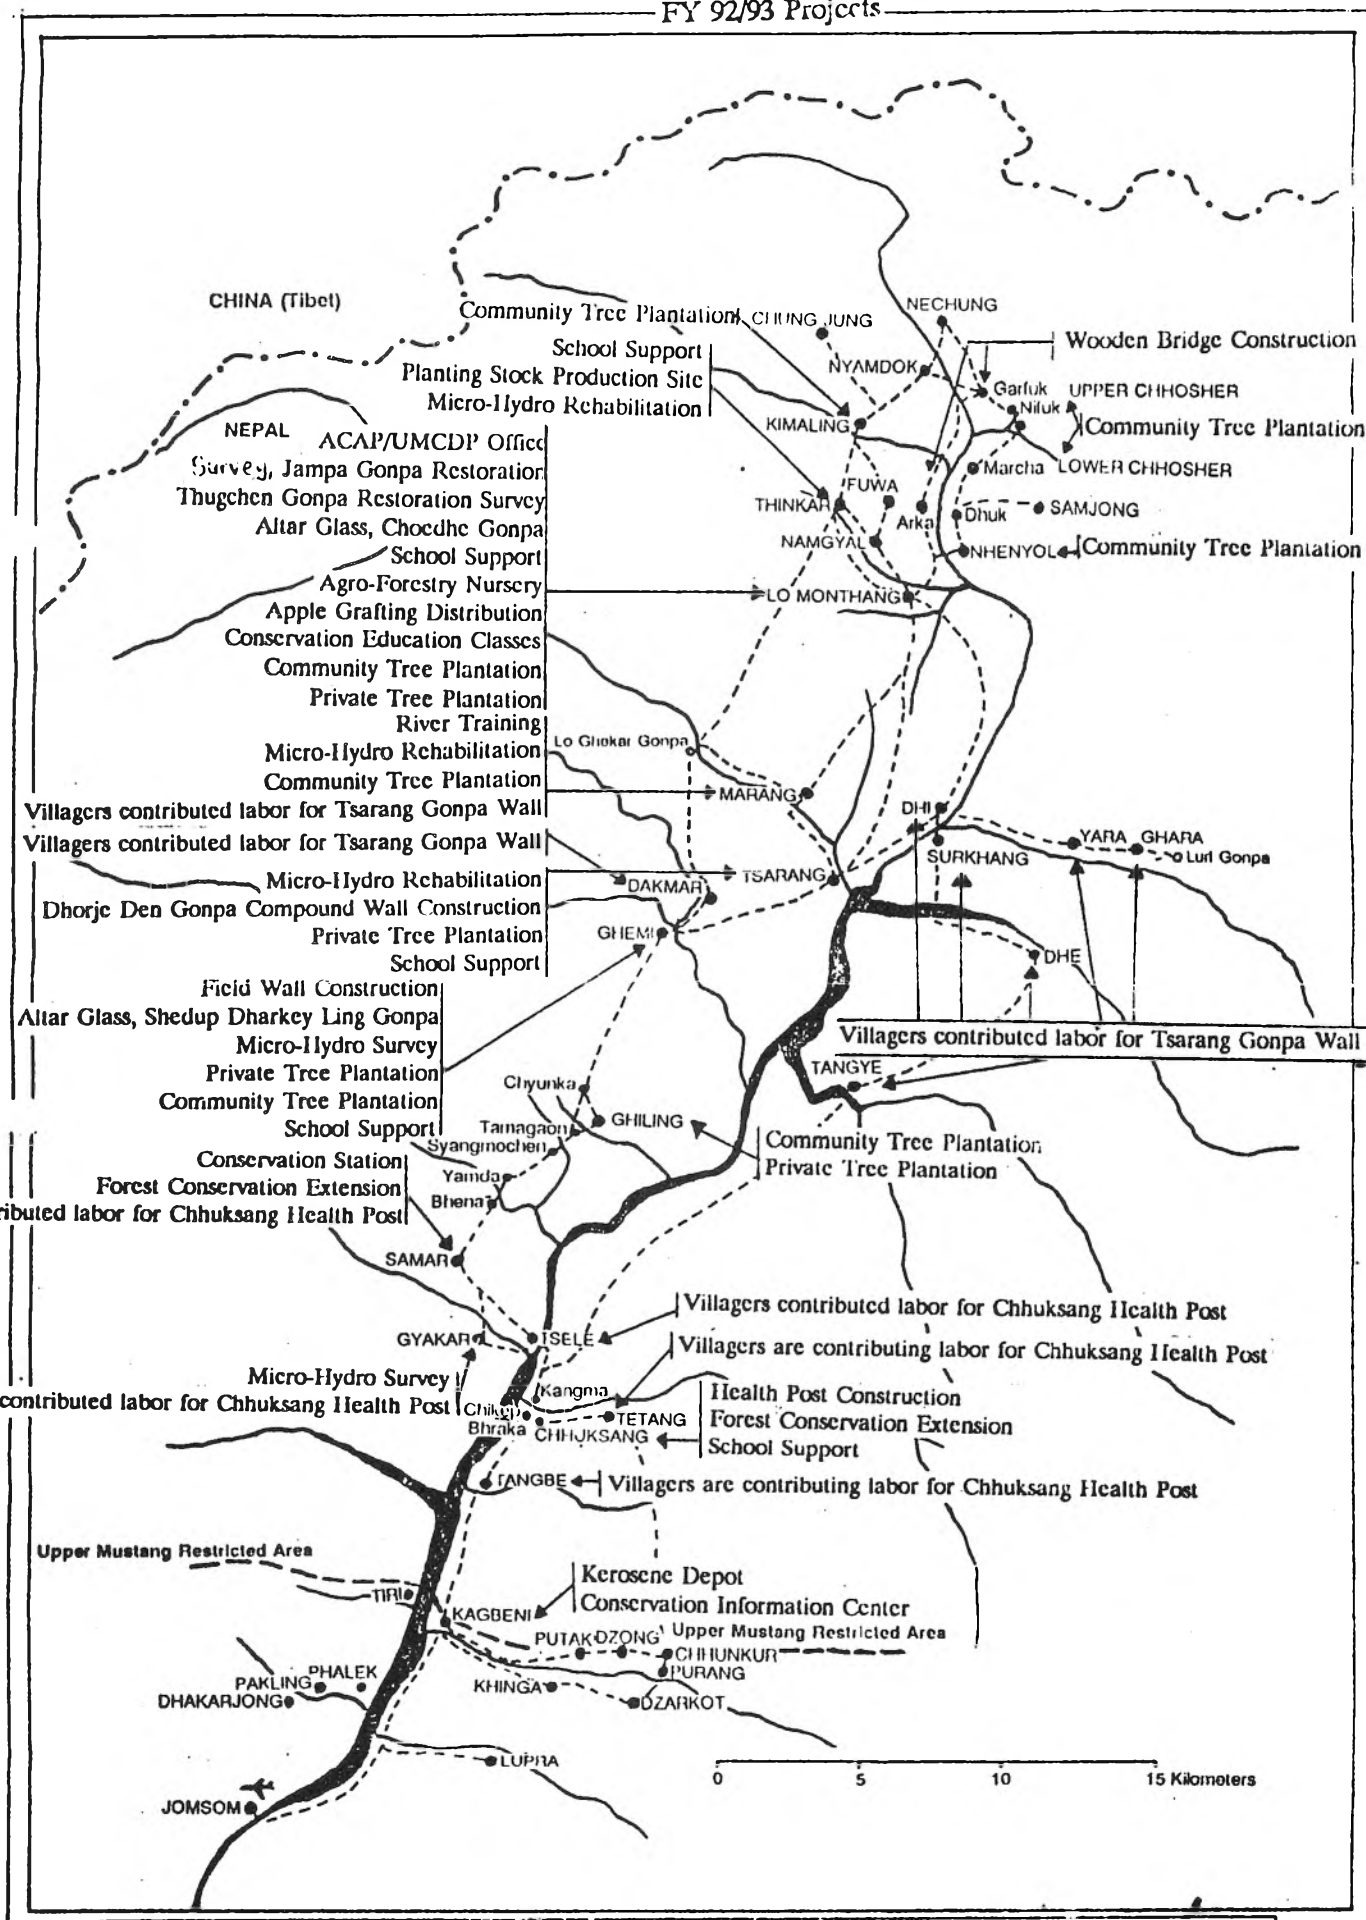 FY 92/93 Projects
CHINA (Tibet)
NEPAL
Community Tree Plantation
CHUNG JUNG
NECHUNG
School Support
Planting Stock Production Site
Micro-Hydro Rehabilitation
NYAMDOK
Wooden Bridge Construction
Garfuk
UPPER CHHOSHER
Nifuk
Community Tree Plantation
KIMALING
Marcha
LOWER CHHOSHER
FUWA
THINKAR
Arka
Dhuk
SAMJONG
NAMGYAL
NHENYOL
Community Tree Plantation
ACAP/UMCDP Office
Survey, Jampa Gonpa Restoration
Thugchen Gonpa Restoration Survey
Altar Glass, Choedhe Gonpa
School Support
Agro-Forestry Nursery
Apple Grafting Distribution
Conservation Education Classes
Community Tree Plantation
Private Tree Plantation
LO MONTHANG
River Training
Micro-Hydro Rehabilitation
Community Tree Plantation
Villagers contributed labor for Tsarang Gonpa Wall
Lo Ghekar Gonpa
MARANG
DHI
SURKHANG
YARA
GHARA
Luri Gonpa
Villagers contributed labor for Tsarang Gonpa Wall
DAKMAR
Micro-Hydro Rehabilitation
Dhorje Den Gonpa Compound Wall Construction
Private Tree Plantation
School Support
TSARANG
GHEMI
DHE
Field Wall Construction
Altar Glass, Shedup Dharkey Ling Gonpa
Micro-Hydro Survey
Private Tree Plantation
Community Tree Plantation
School Support
Villagers contributed labor for Tsarang Gonpa Wall
TANGYE
Chyunka
GHILING
Tamagaon
Syangmochen
Yamda
Bhena
Community Tree Plantation
Private Tree Plantation
Conservation Station
Forest Conservation Extension
ributed labor for Chhuksang Health Post
SAMAR
Villagers contributed labor for Chhuksang Health Post
GYAKAR
TSELE
Villagers are contributing labor for Chhuksang Health Post
Micro-Hydro Survey
contributed labor for Chhuksang Health Post
Kangma
Bhraka
TETANG
CHHUKSANG
Health Post Construction
Forest Conservation Extension
School Support
TANGBE
Villagers are contributing labor for Chhuksang Health Post
Upper Mustang Restricted Area
TIRI
KAGBENI
Kerosene Depot
Conservation Information Center
Upper Mustang Restricted Area
PUTAK
DZONG
CHHUNKUR
PURANG
KHINGA
DZARKOT
PHALEK
PAKLING
DHAKARJONG
LUPRA
JOMSOM
0 5 10 15 Kilometers